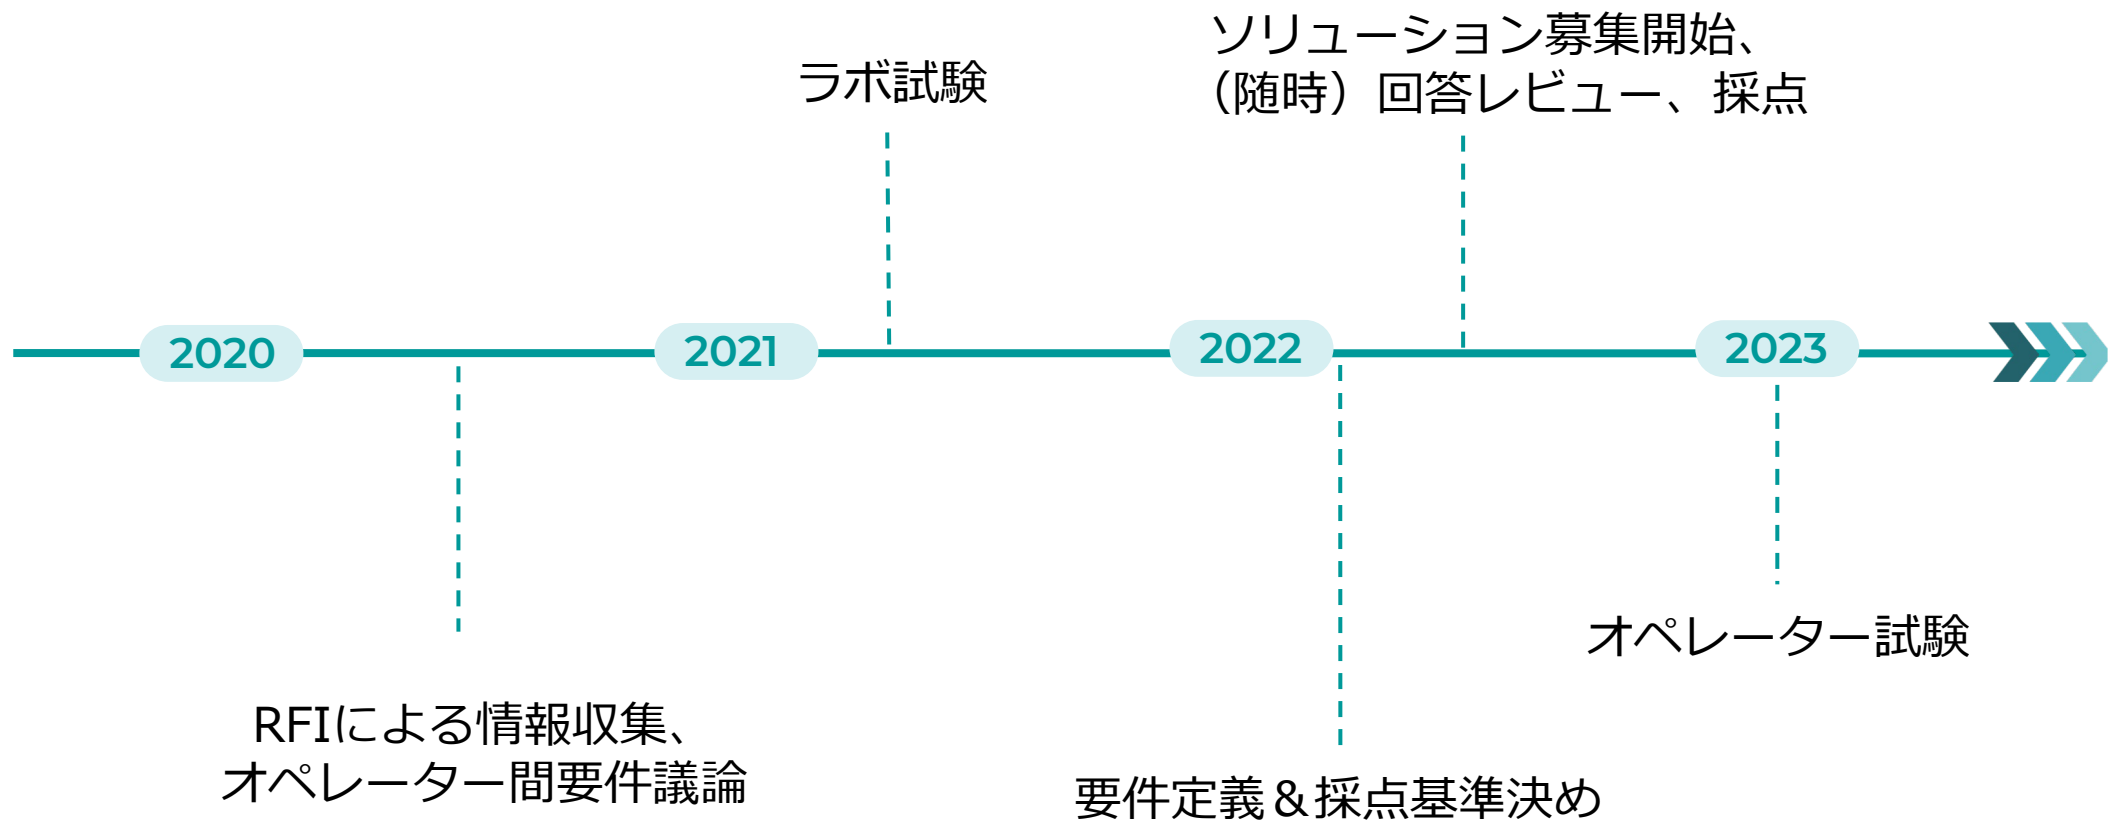 ソリューション募集開始、
（随時）回答レビュー、採点
ラボ試験
2020
2021
2022
2023
オペレーター試験
RFIによる情報収集、
オペレーター間要件議論
要件定義＆採点基準決め